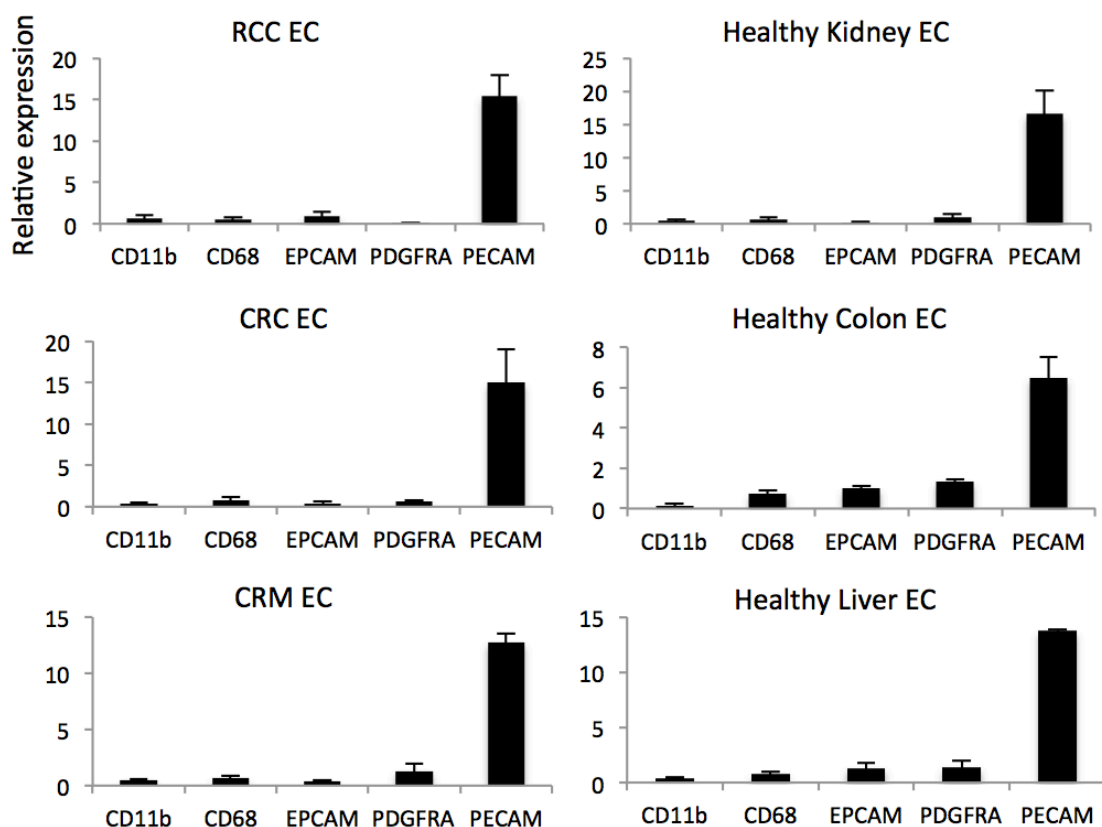 RCC EC
Relative expression
20
15
10
5
0
CD11b CD68 EPCAM PDGFRA PECAM
Healthy Kidney EC
25
20
15
10
5
0
CD11b CD68 EPCAM PDGFRA PECAM
CRC EC
20
15
10
5
0
CD11b CD68 EPCAM PDGFRA PECAM
Healthy Colon EC
8
6
4
2
0
CD11b CD68 EPCAM PDGFRA PECAM
CRM EC
15
10
5
0
CD11b CD68 EPCAM PDGFRA PECAM
Healthy Liver EC
15
10
5
0
CD11b CD68 EPCAM PDGFRA PECAM